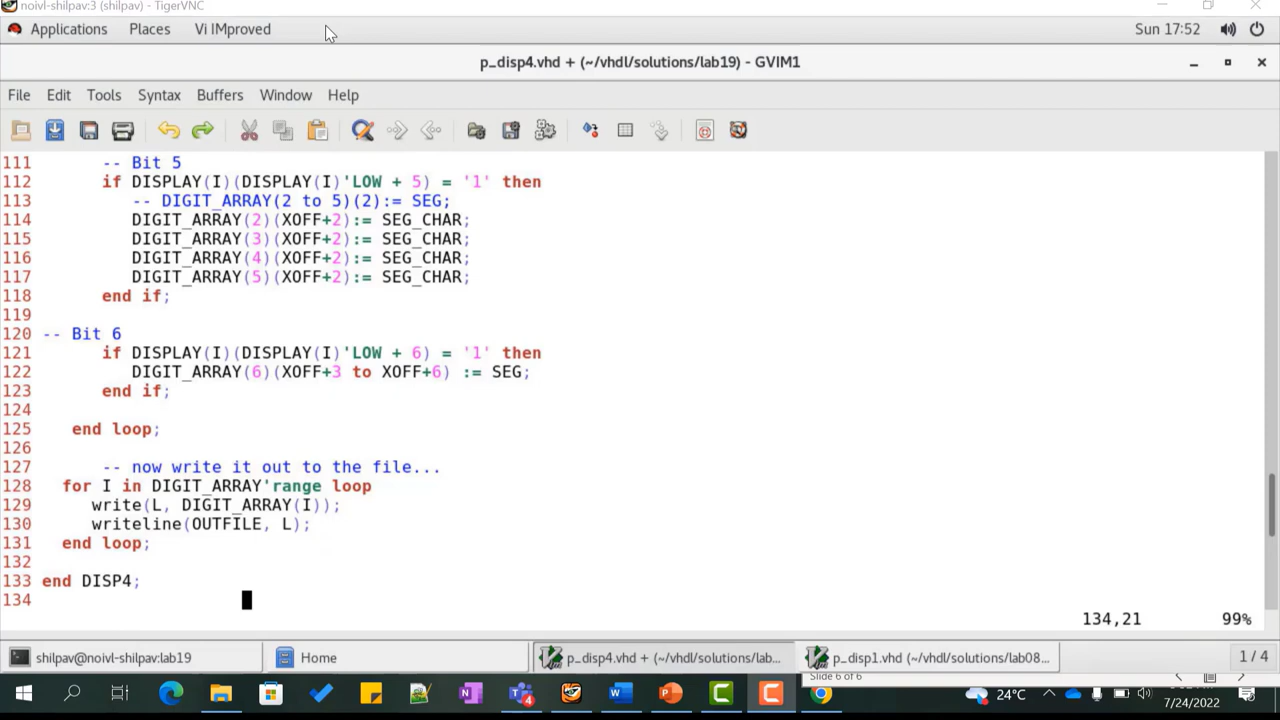 noivl-shilpav:3 (shilpav) - TigerVNC
Applications Places Vi IMproved Sun 17:52
p_disp4.vhd + (~/vhdl/solutions/lab19) - GVIM1
File Edit Tools Syntax Buffers Window Help
111 -- Bit 5
112 if DISPLAY(I)(DISPLAY(I)'LOW + 5) = '1' then
113 -- DIGIT_ARRAY(2 to 5)(2):= SEG;
114 DIGIT_ARRAY(2)(XOFF+2):= SEG_CHAR;
115 DIGIT_ARRAY(3)(XOFF+2):= SEG_CHAR;
116 DIGIT_ARRAY(4)(XOFF+2):= SEG_CHAR;
117 DIGIT_ARRAY(5)(XOFF+2):= SEG_CHAR;
118 end if;
119
120 -- Bit 6
121 if DISPLAY(I)(DISPLAY(I)'LOW + 6) = '1' then
122 DIGIT_ARRAY(6)(XOFF+3 to XOFF+6) := SEG;
123 end if;
124
125 end loop;
126
127 -- now write it out to the file...
128 for I in DIGIT_ARRAY'range loop
129 write(L, DIGIT_ARRAY(I));
130 writeline(OUTFILE, L);
131 end loop;
132
133 end DISP4;
134
134,21 99%
shilpav@noivl-shilpav:lab19 Home p_disp4.vhd + (~/vhdl/solutions/lab... p_disp1.vhd (~/vhdl/solutions/lab08... 1 / 4
Slide 6 of 6
24°C
7/24/2022